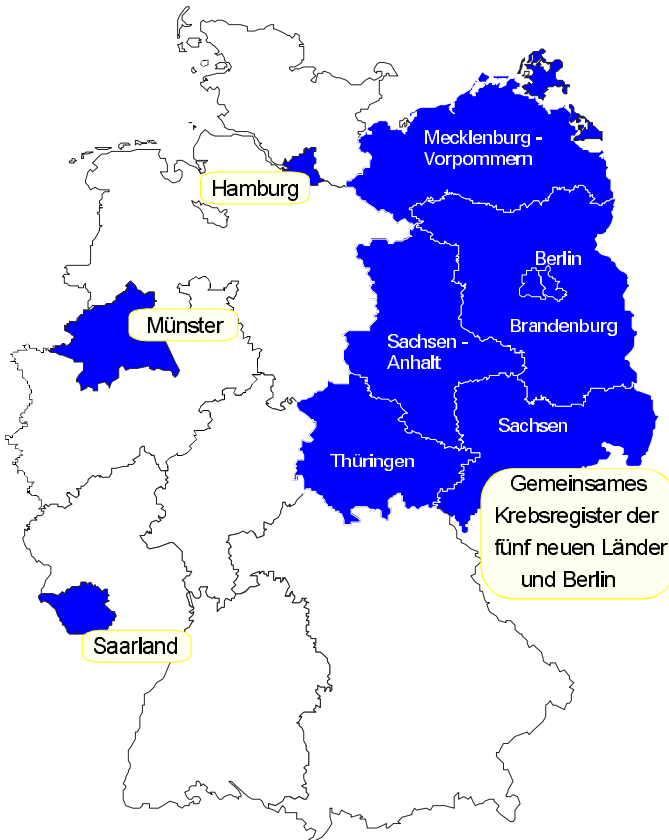 Mecklenburg -
Vorpommern
Hamburg
Berlin
Münster
Brandenburg
Sachsen -
Anhalt
Sachsen
Thüringen
Gemeinsames
Krebsregister der
fünf neuen Länder
und Berlin
Saarland